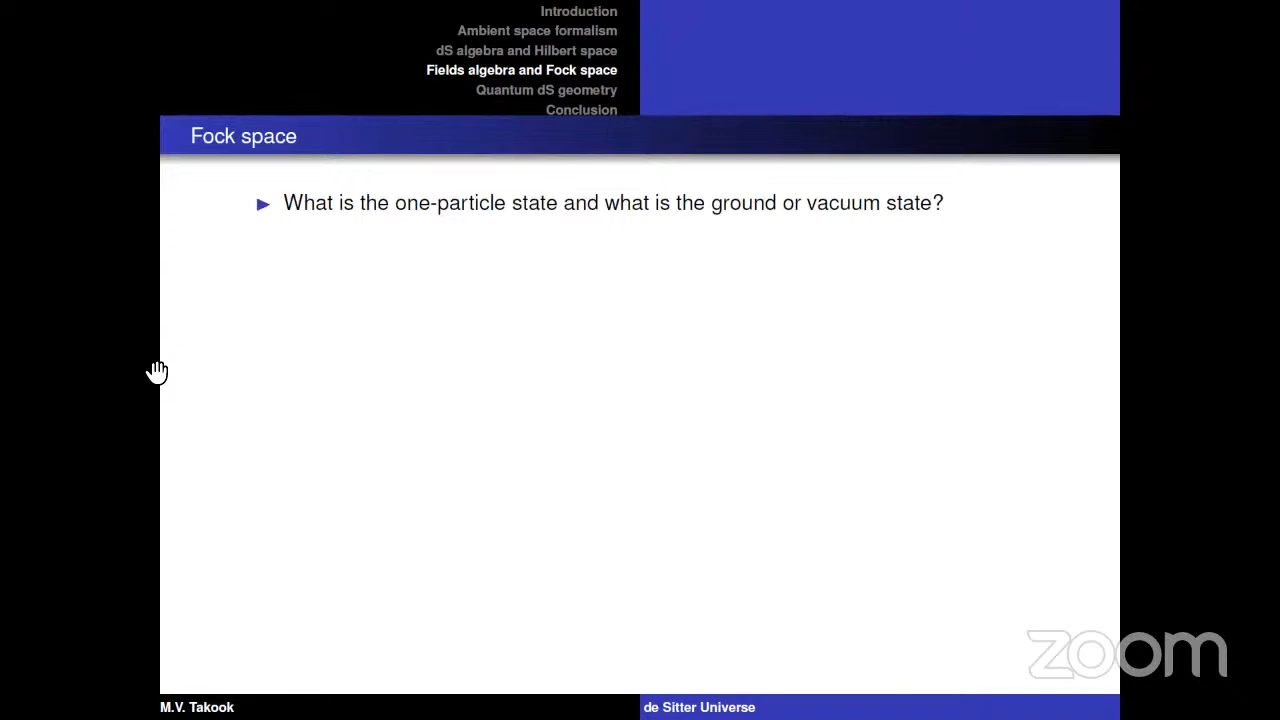 Introduction
Ambient space formalism
dS algebra and Hilbert space
Fields algebra and Fock space
Quantum dS geometry
Conclusion
Fock space
What is the one-particle state and what is the ground or vacuum state?
zoom
M.V. Takook
de Sitter Universe